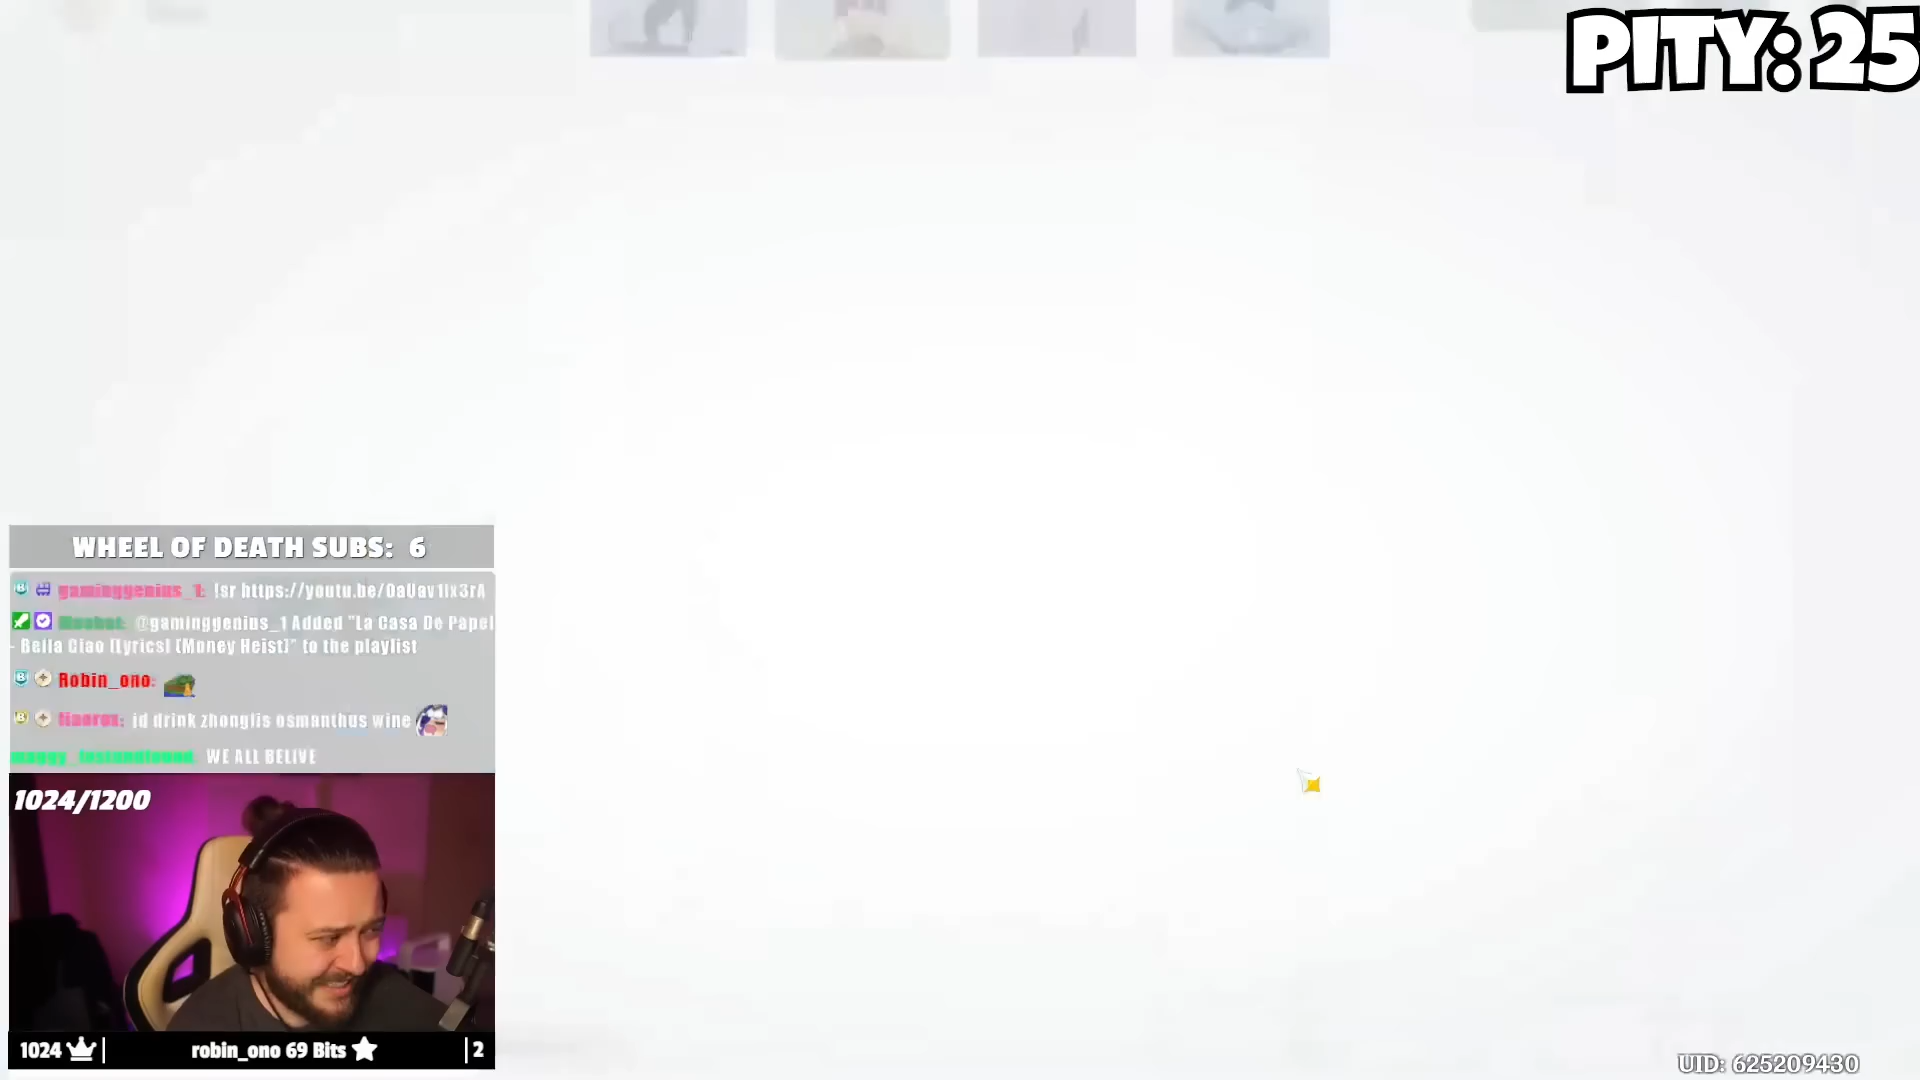 PITY: 25
WHEEL OF DEATH SUBS: 6
gaminggenius_1: !sr https://youtu.be/0aUav1lx3rA
@gaminggenius_1 Added "La Casa De Papel
- Bella Ciao [Lyrics] [Money Heist]" to the playlist
Robin_ono:
id drink zhonglis osmanthus wine
WE ALL BELIVE
1024/1200
1024
robin_ono 69 Bits
2
UID: 625209430